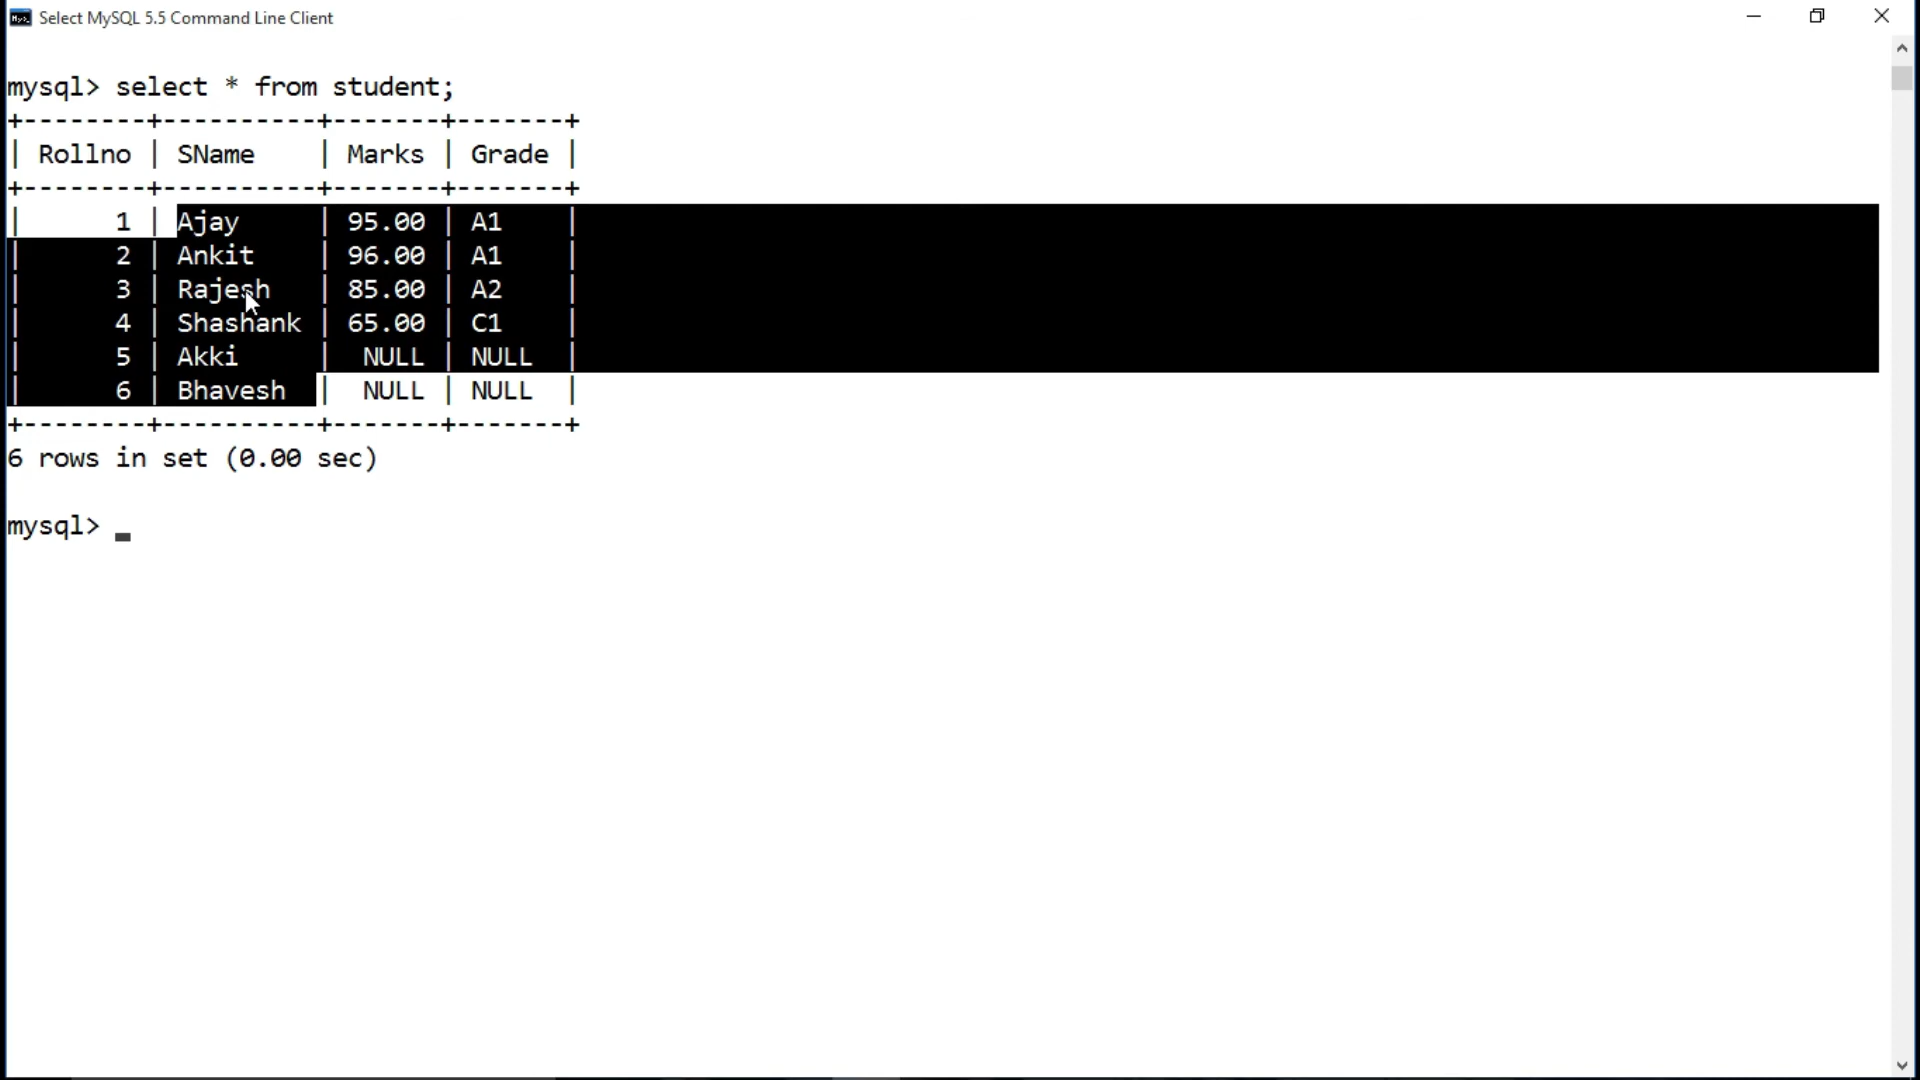 Select MySQL 5.5 Command Line Client
mysql> select * from student;
+--------+----------+-------+-------+
| Rollno | SName    | Marks | Grade |
+--------+----------+-------+-------+
|      1 | Ajay     | 95.00 | A1    |
|      2 | Ankit    | 96.00 | A1    |
|      3 | Rajesh   | 85.00 | A2    |
|      4 | Shashank | 65.00 | C1    |
|      5 | Akki     |  NULL | NULL  |
|      6 | Bhavesh  |  NULL | NULL  |
+--------+----------+-------+-------+
6 rows in set (0.00 sec)
mysql> _